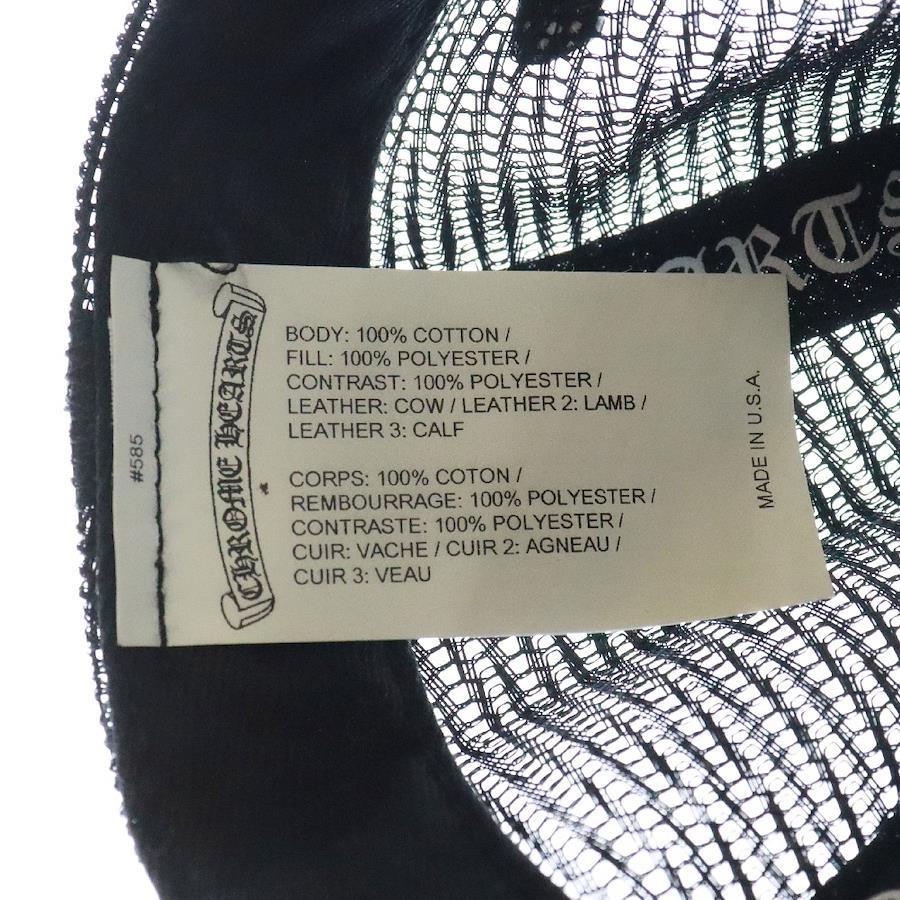 #585
CHROME HEARTS
BODY: 100% COTTON /
FILL: 100% POLYESTER /
CONTRAST: 100% POLYESTER /
LEATHER: COW / LEATHER 2: LAMB /
LEATHER 3: CALF
CORPS: 100% COTON /
REMBOURRAGE: 100% POLYESTER /
CONTRASTE: 100% POLYESTER /
CUIR: VACHE / CUIR 2: AGNEAU /
CUIR 3: VEAU
MADE IN U.S.A.
ARTS